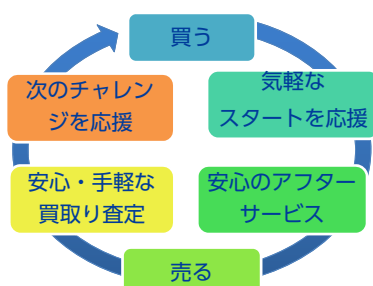 買う
気軽な
スタートを応援
安心のアフター
サービス
売る
安心・手軽な
買取り査定
次のチャレン
ジを応援